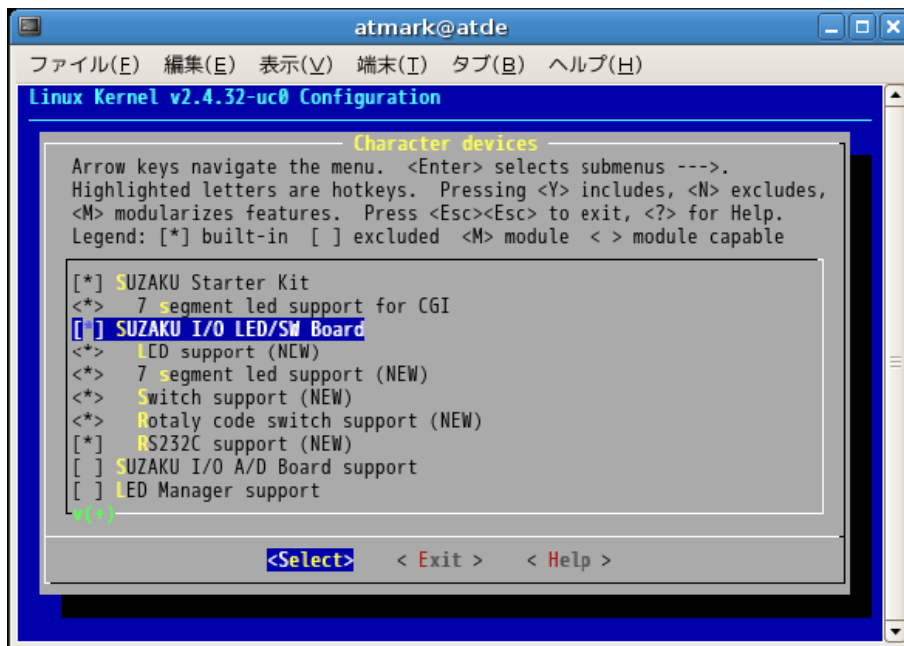 atmark@atde
ファイル(F) 編集(E) 表示(V) 端末(T) タブ(B) ヘルプ(H)
Linux Kernel v2.4.32-uc0 Configuration
Character devices
Arrow keys navigate the menu. <Enter> selects submenus --->.
Highlighted letters are hotkeys. Pressing <Y> includes, <N> excludes,
<M> modularizes features. Press <Esc><Esc> to exit, <?> for Help.
Legend: [*] built-in [ ] excluded <M> module < > module capable
[*] SUZAKU Starter Kit
<*> 7 segment led support for CGI
[*] SUZAKU I/O LED/SW Board
<*> LED support (NEW)
<*> 7 segment led support (NEW)
<*> Switch support (NEW)
<*> Rotaly code switch support (NEW)
[*] RS232C support (NEW)
[ ] SUZAKU I/O A/D Board support
[ ] LED Manager support
v(+)
<Select> < Exit > < Help >